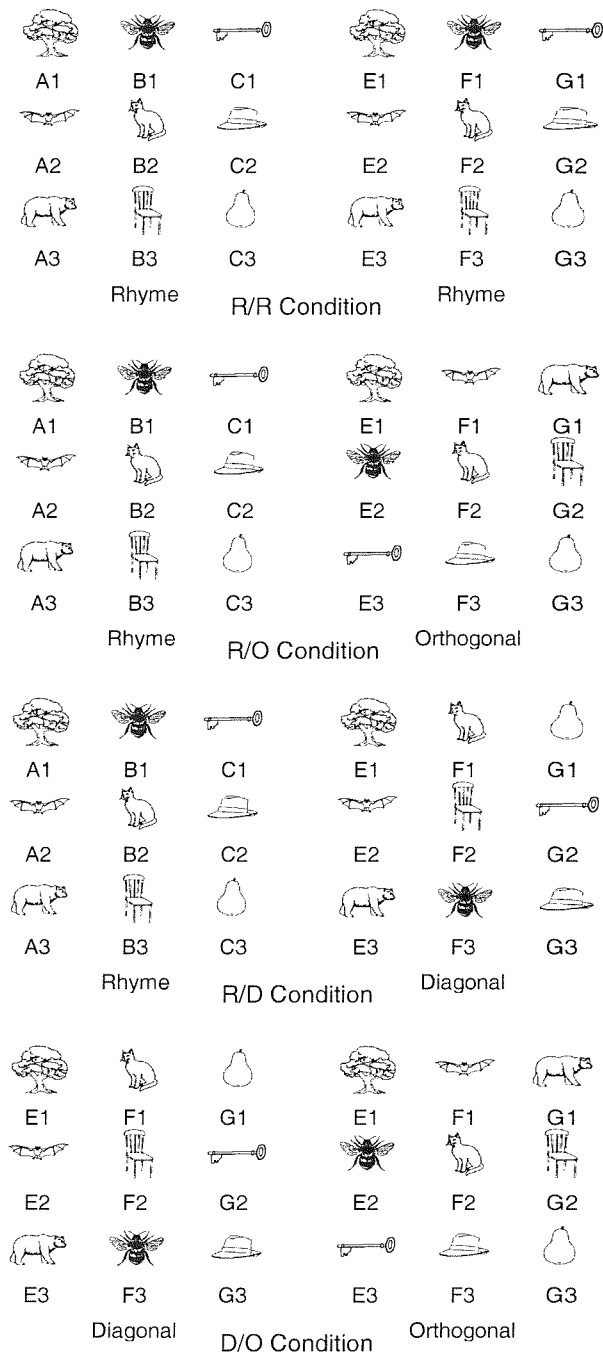 A1 B1 C1 E1 F1 G1
A2 B2 C2 E2 F2 G2
A3 B3 C3 E3 F3 G3
Rhyme Rhyme
R/R Condition
A1 B1 C1 E1 F1 G1
A2 B2 C2 E2 F2 G2
A3 B3 C3 E3 F3 G3
Rhyme Orthogonal
R/O Condition
A1 B1 C1 E1 F1 G1
A2 B2 C2 E2 F2 G2
A3 B3 C3 E3 F3 G3
Rhyme Diagonal
R/D Condition
E1 F1 G1 E1 F1 G1
E2 F2 G2 E2 F2 G2
E3 F3 G3 E3 F3 G3
Diagonal Orthogonal
D/O Condition